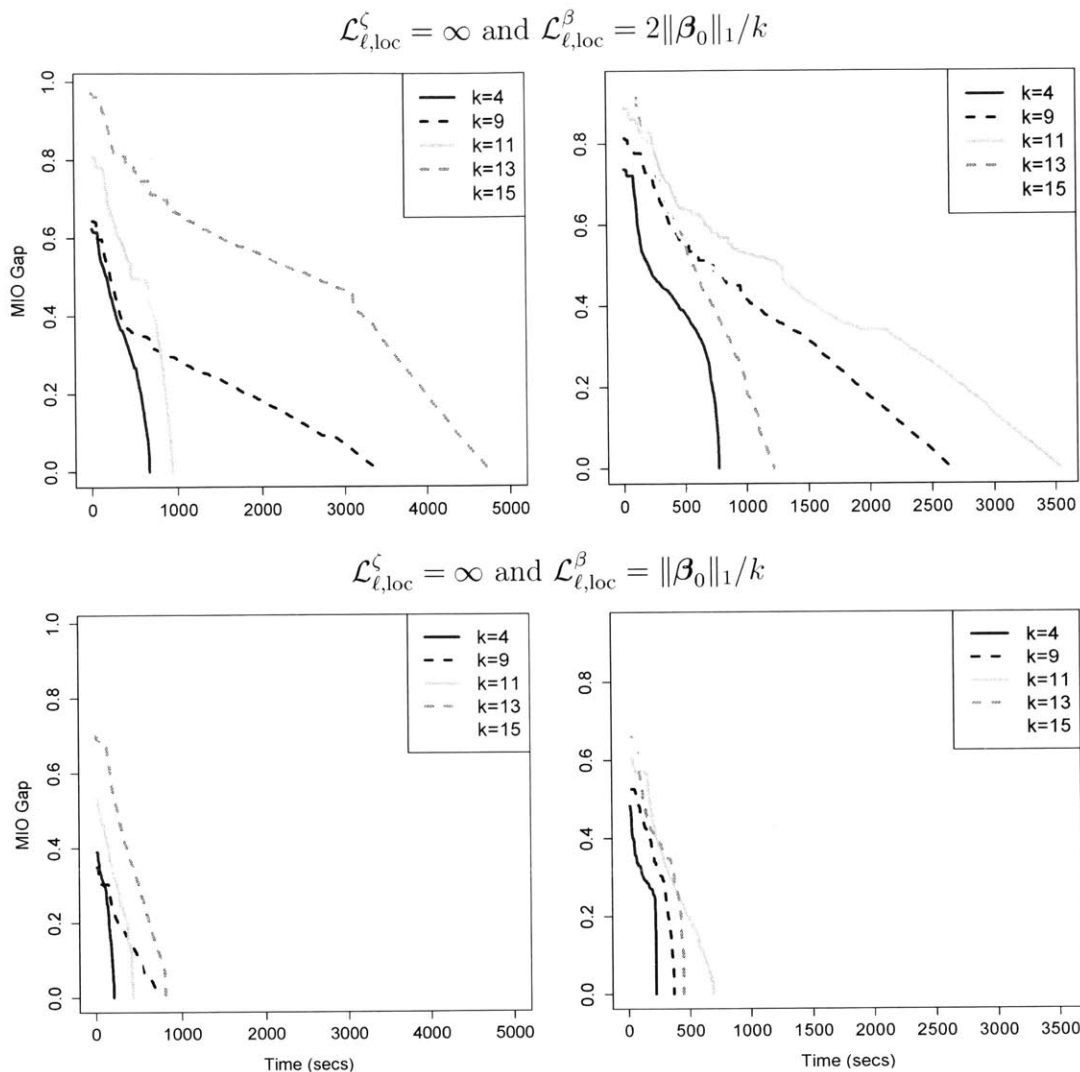 𝓛^ζ_{ℓ,loc} = ∞ and 𝓛^β_{ℓ,loc} = 2‖β₀‖₁/k
MIO Gap
0.0 0.2 0.4 0.6 0.8 1.0
k=4
k=9
k=11
k=13
k=15
0 1000 2000 3000 4000 5000
0.0 0.2 0.4 0.6 0.8
k=4
k=9
k=11
k=13
k=15
0 500 1000 1500 2000 2500 3000 3500
𝓛^ζ_{ℓ,loc} = ∞ and 𝓛^β_{ℓ,loc} = ‖β₀‖₁/k
MIO Gap
0.0 0.2 0.4 0.6 0.8 1.0
k=4
k=9
k=11
k=13
k=15
0 1000 2000 3000 4000 5000
Time (secs)
0.0 0.2 0.4 0.6 0.8
k=4
k=9
k=11
k=13
k=15
0 500 1000 1500 2000 2500 3000 3500
Time (secs)